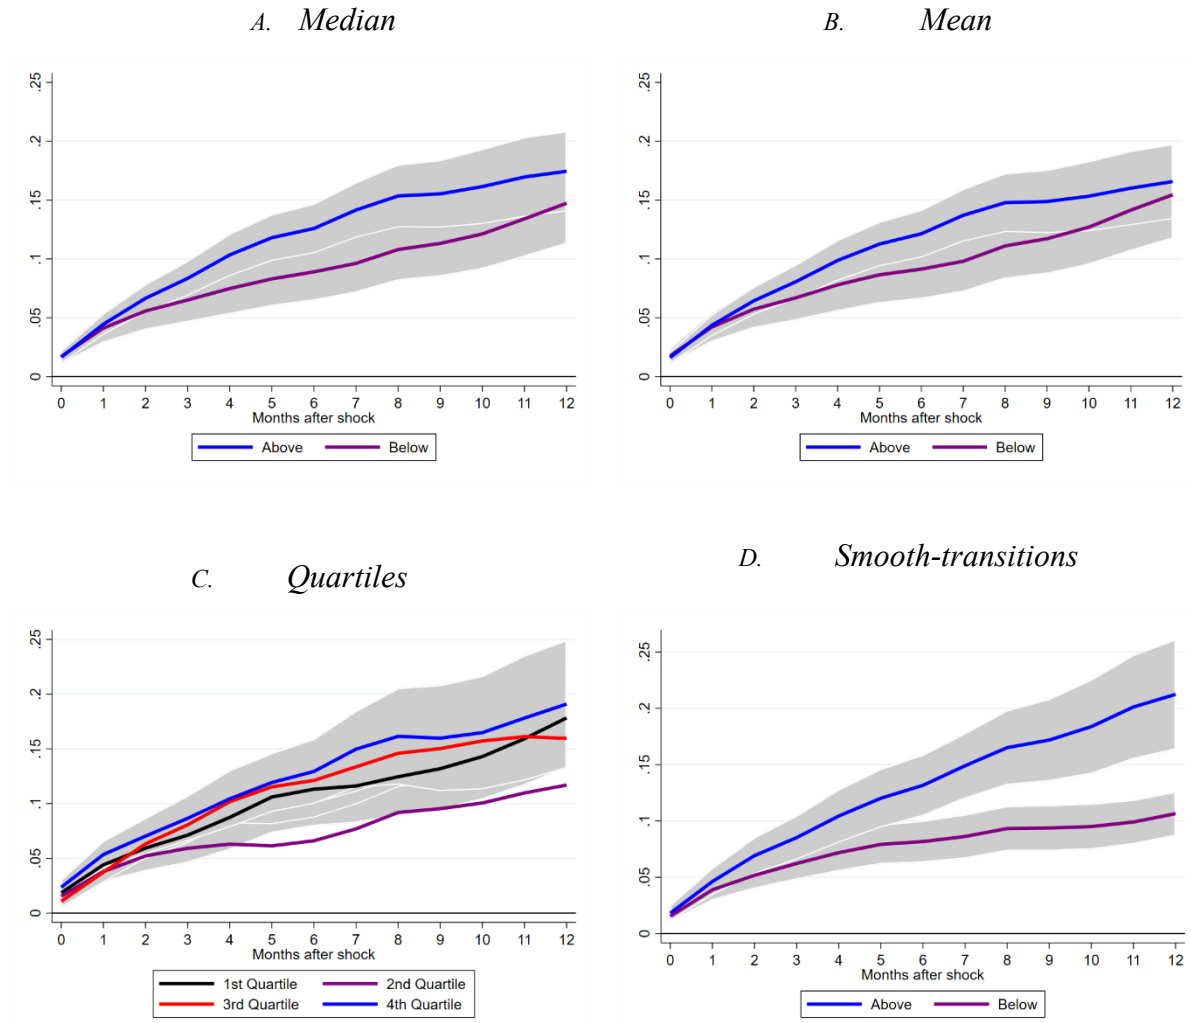 A. Median
B. Mean
.25
.2
.15
.1
.05
0
0 1 2 3 4 5 6 7 8 9 10 11 12
Months after shock
Above Below
.25
.2
.15
.1
.05
0
0 1 2 3 4 5 6 7 8 9 10 11 12
Months after shock
Above Below
C. Quartiles
D. Smooth-transitions
.25
.2
.15
.1
.05
0
0 1 2 3 4 5 6 7 8 9 10 11 12
Months after shock
1st Quartile 2nd Quartile
3rd Quartile 4th Quartile
.25
.2
.15
.1
.05
0
0 1 2 3 4 5 6 7 8 9 10 11 12
Months after shock
Above Below